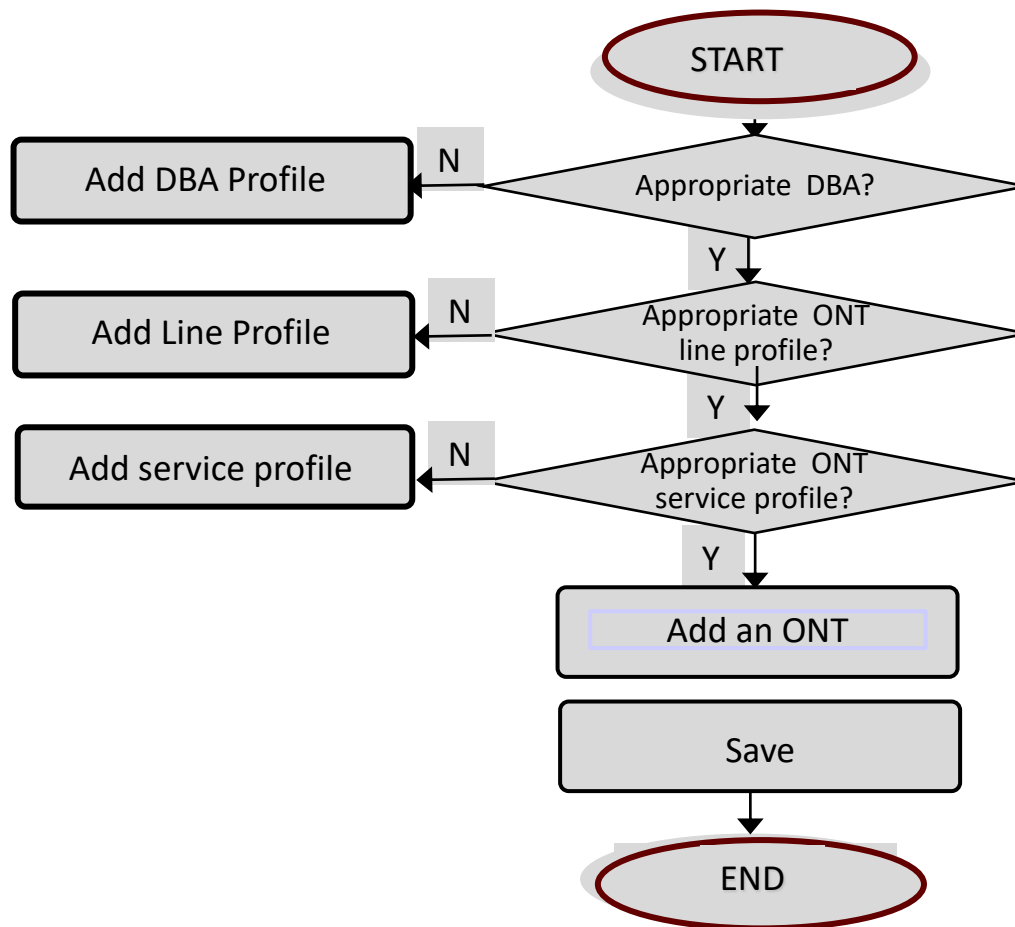 START
Add DBA Profile
N
Appropriate DBA?
Y
Add Line Profile
N
Appropriate ONT
line profile?
Y
Add service profile
N
Appropriate ONT
service profile?
Y
Add an ONT
Save
END